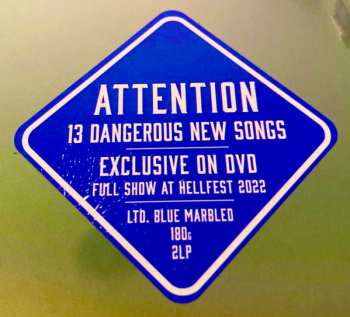 ATTENTION
13 DANGEROUS NEW SONGS
EXCLUSIVE ON DVD
FULL SHOW AT HELLFEST 2022
LTD. BLUE MARBLED
180G
2LP